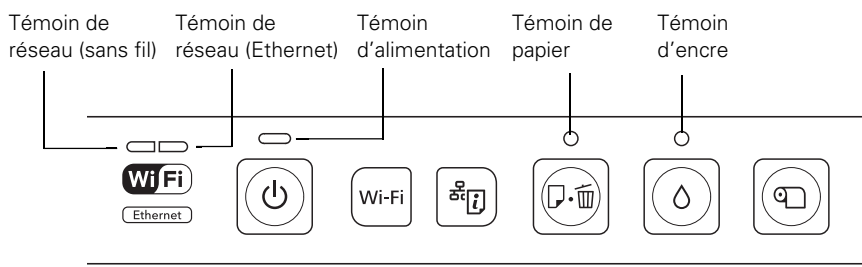 Témoin de
réseau (sans fil)
Témoin de
réseau (Ethernet)
Témoin
d'alimentation
Témoin de
papier
Témoin
d'encre
WiFi
Ethernet
Wi-Fi
i